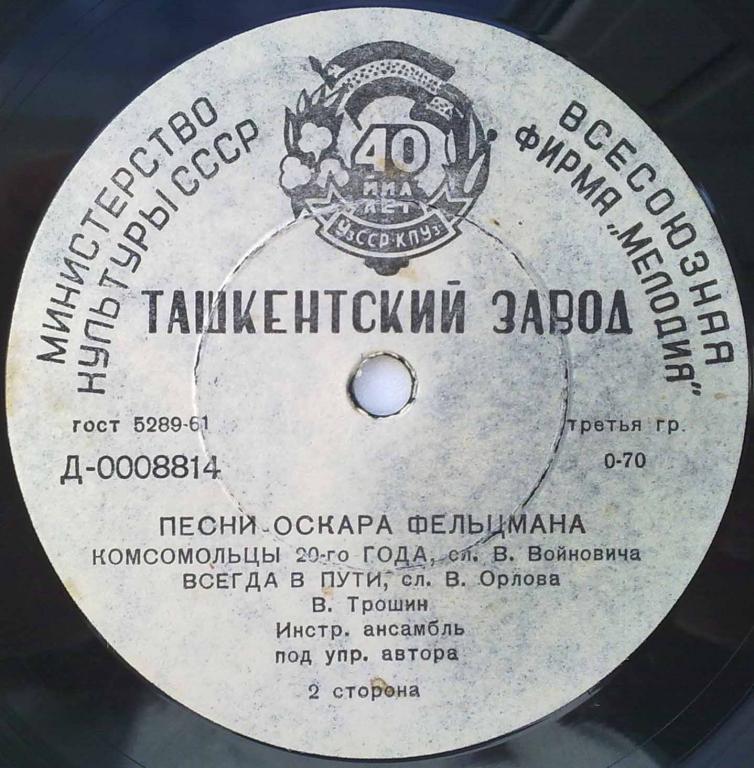 МИНИСТЕРСТВО
КУЛЬТУРЫ СССР
40
ЙИЛ
ЛЕТ
УзССР·КПУз
ВСЕСОЮЗНАЯ
ФИРМА „МЕЛОДИЯ"
ТАШКЕНТСКИЙ ЗАВОД
гост 5289-61
третья гр.
Д-0008814
0-70
ПЕСНИ ОСКАРА ФЕЛЬЦМАНА
КОМСОМОЛЬЦЫ 20-го ГОДА, сл. В. Войновича
ВСЕГДА В ПУТИ, сл. В. Орлова
В. Трошин
Инстр. ансамбль
под упр. автора
2 сторона